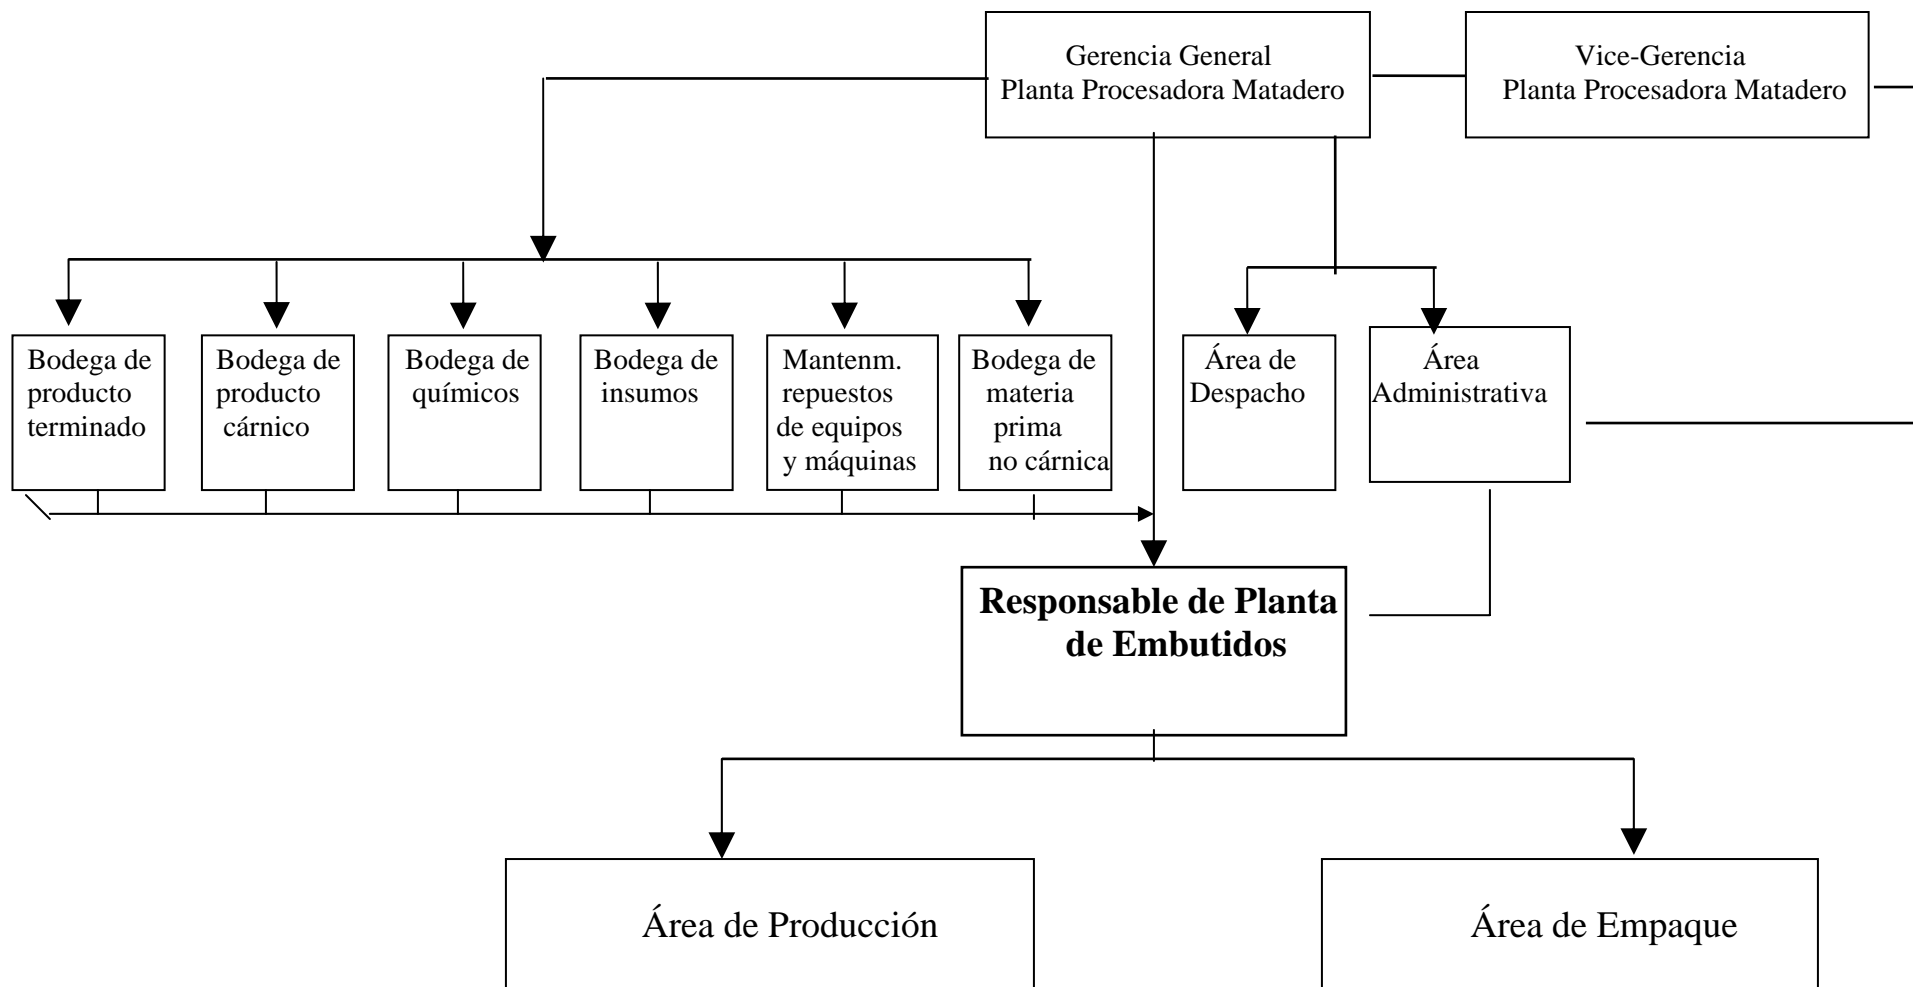 Gerencia General
Planta Procesadora Matadero
Vice-Gerencia
Planta Procesadora Matadero
Bodega de
producto
terminado
Bodega de
producto
cárnico
Bodega de
químicos
Bodega de
insumos
Mantenm.
repuestos
de equipos
y máquinas
Bodega de
materia
prima
no cárnica
Área de
Despacho
Área
Administrativa
Responsable de Planta
de Embutidos
Área de Producción
Área de Empaque